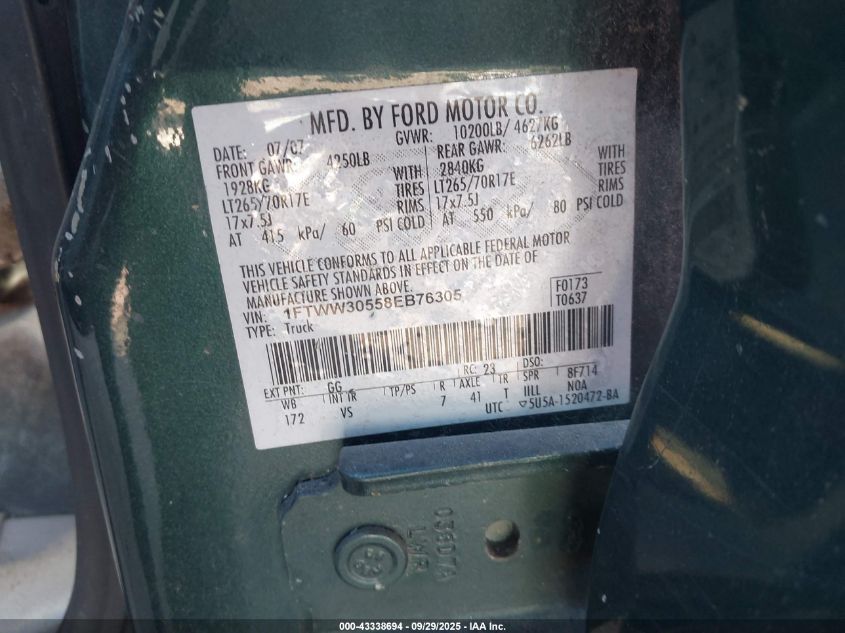 MFD. BY FORD MOTOR CO.
DATE: 07/07 GVWR: 10200LB/ 4627KG
FRONT GAWR: 4250LB REAR GAWR: 6262LB
1928KG WITH 2840KG WITH
LT265/70R17E TIRES LT265/70R17E TIRES
17x7.5J RIMS 17x7.5J RIMS
AT 415 kPa/ 60 PSI COLD AT 550 kPa/ 80 PSI COLD
THIS VEHICLE CONFORMS TO ALL APPLICABLE FEDERAL MOTOR
VEHICLE SAFETY STANDARDS IN EFFECT ON THE DATE OF
MANUFACTURE SHOWN ABOVE.
VIN: 1FTWW30558EB76305 F0173
TYPE: Truck T0637
EXT PNT: GG RC: 23 DSO:
WB INT TR TP/PS R AXLE TR SPR 8F714
172 VS 7 41 T IIII NOA
UTC ▽5U5A-1520472-BA
039D7A
000-43338694 - 09/29/2025 - IAA Inc.